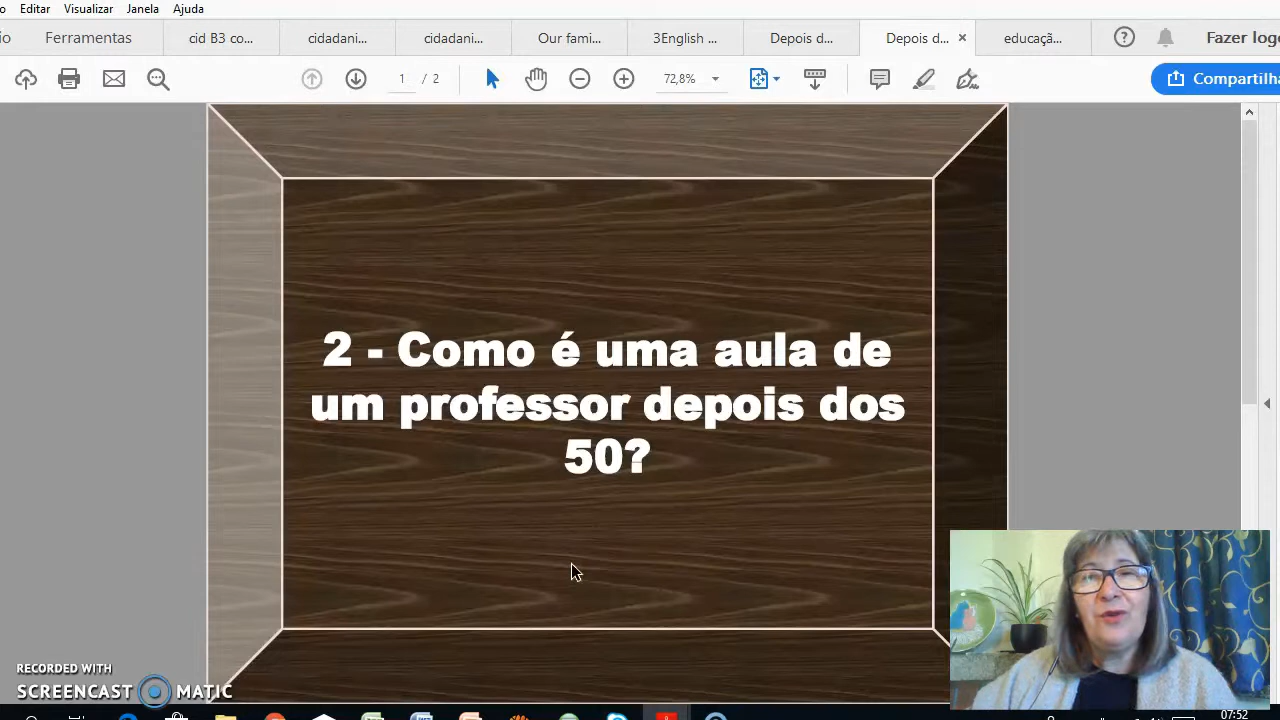 Editar Visualizar Janela Ajuda
Ferramentas cid B3 co... cidadani... cidadani... Our fami... 3English ... Depois d... Depois d... educaçã... Fazer logo
1 / 2 72,8% Compartilha
2 - Como é uma aula de
um professor depois dos
50?
RECORDED WITH
SCREENCAST MATIC
07:52